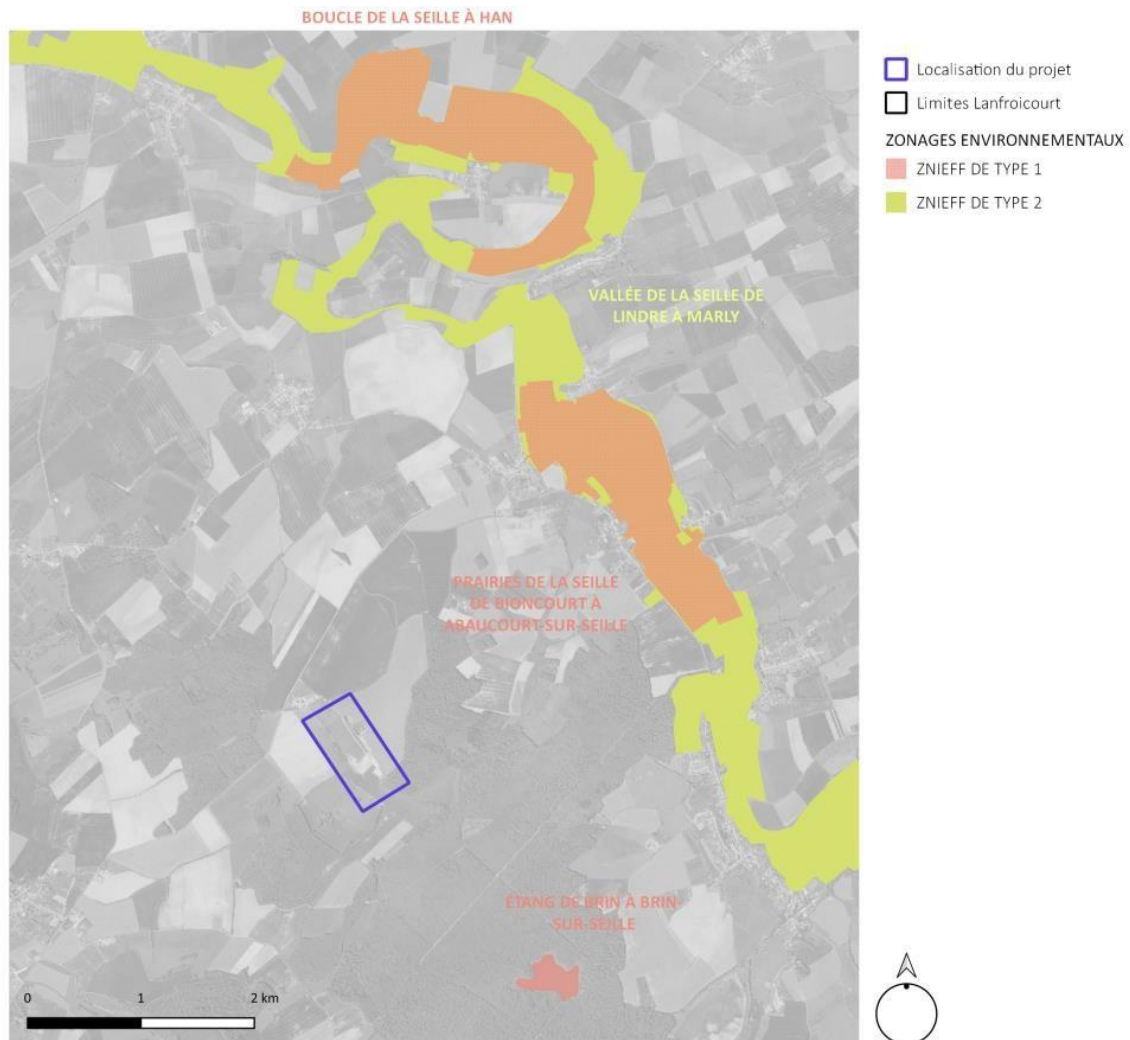 BOUCLE DE LA SEILLE À HAN
Localisation du projet
Limites Lanfroicourt
ZONAGES ENVIRONNEMENTAUX
ZNIEFF DE TYPE 1
ZNIEFF DE TYPE 2
VALLÉE DE LA SEILLE DE
LINDRE À MARLY
PRAIRIES DE LA SEILLE
DE BIONCOURT À
ABAUCOURT-SUR-SEILLE
ETANG DE BRIN À BRIN-
SUR-SEILLE
0 1 2 km